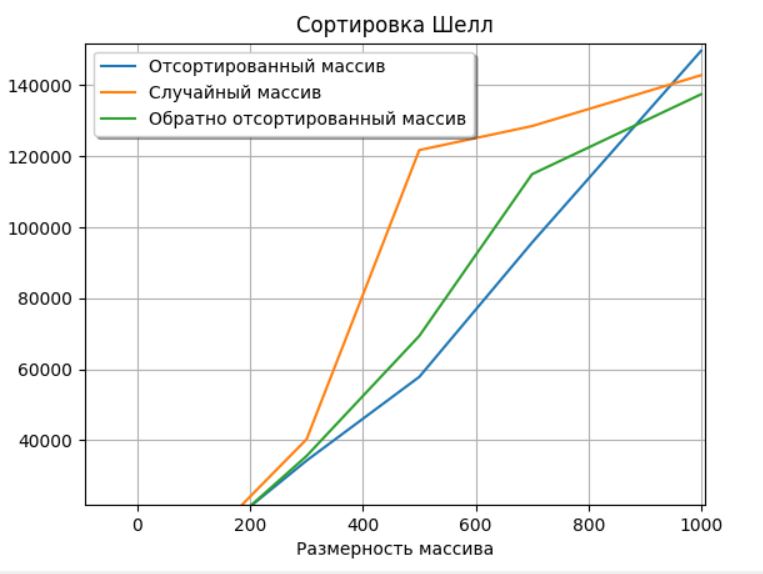 Сортировка Шелл
Отсортированный массив
Случайный массив
Обратно отсортированный массив
140000
120000
100000
80000
60000
40000
0 200 400 600 800 1000
Размерность массива